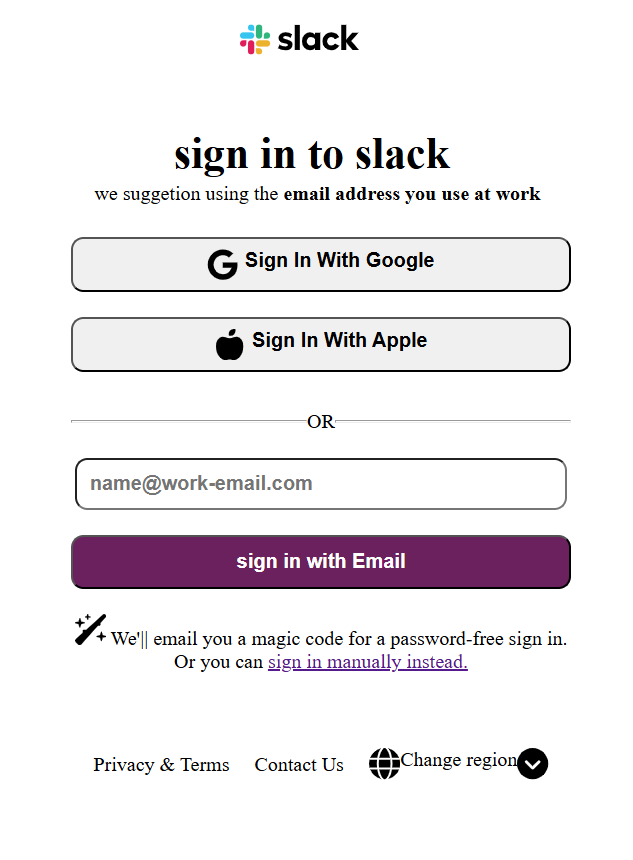 slack
sign in to slack
we suggetion using the email address you use at work
Sign In With Google
Sign In With Apple
OR
name@work-email.com
sign in with Email
We'|| email you a magic code for a password-free sign in.
Or you can sign in manually instead.
Privacy & Terms Contact Us Change region